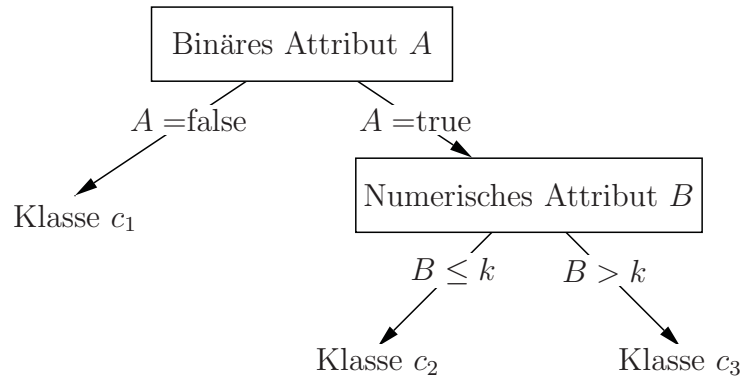 Binäres Attribut A
A =false
A =true
Numerisches Attribut B
Klasse c₁
B ≤ k
B > k
Klasse c₂
Klasse c₃